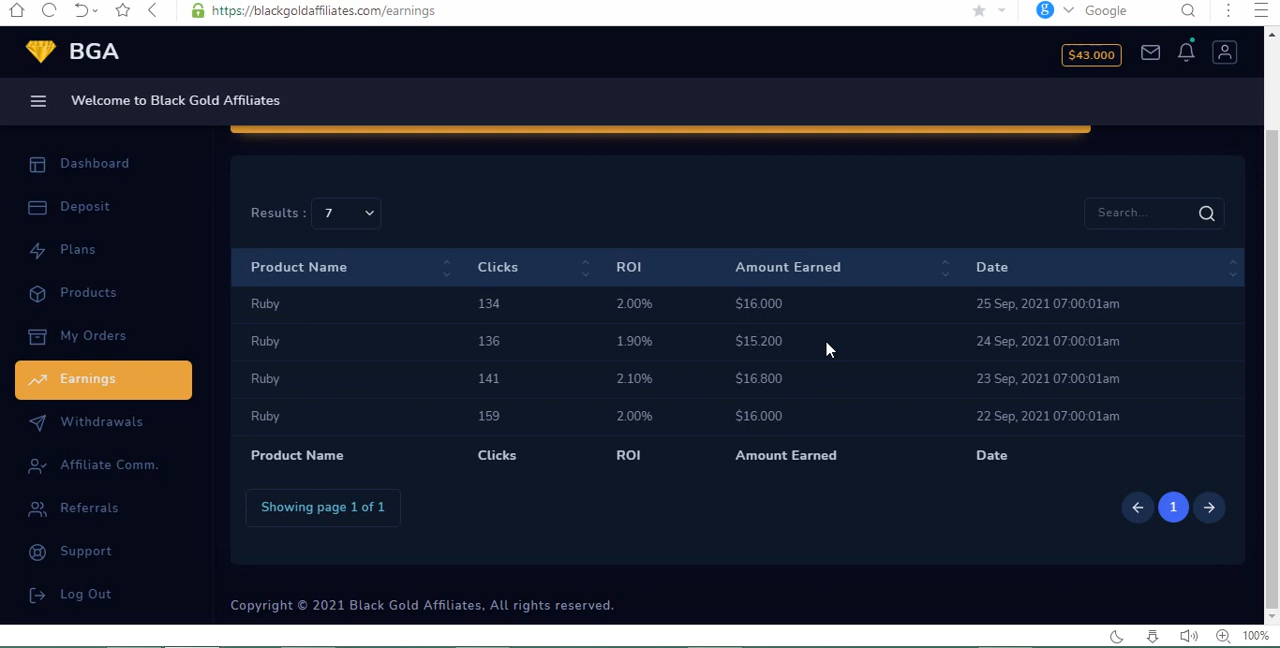 https://blackgoldaffiliates.com/earnings
g Google
BGA
$43.000
Welcome to Black Gold Affiliates
Dashboard
Deposit
Plans
Products
My Orders
Earnings
Withdrawals
Affiliate Comm.
Referrals
Support
Log Out
Results : 7
Search...
Product Name Clicks ROI Amount Earned Date
Ruby 134 2.00% $16.000 25 Sep, 2021 07:00:01am
Ruby 136 1.90% $15.200 24 Sep, 2021 07:00:01am
Ruby 141 2.10% $16.800 23 Sep, 2021 07:00:01am
Ruby 159 2.00% $16.000 22 Sep, 2021 07:00:01am
Product Name Clicks ROI Amount Earned Date
Showing page 1 of 1
1
Copyright © 2021 Black Gold Affiliates, All rights reserved.
100%